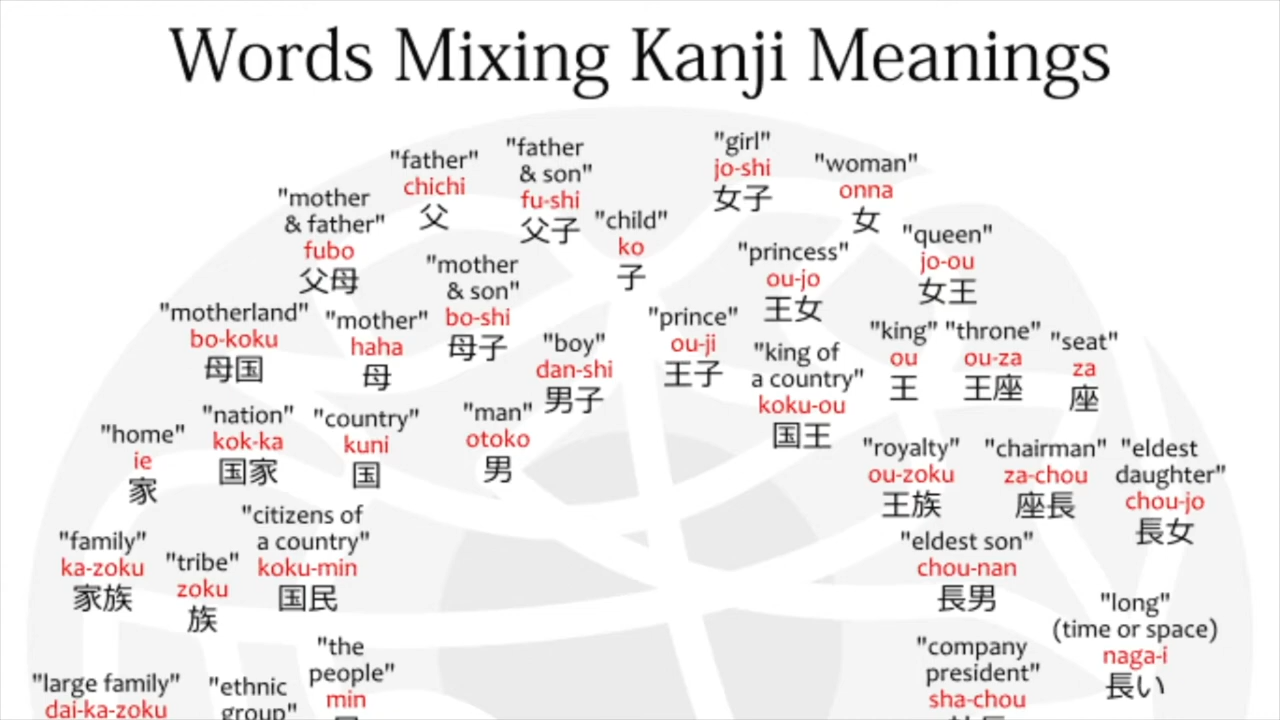 Words Mixing Kanji Meanings
"father"
chichi
父
"father
& son"
fu-shi
父子
"girl"
jo-shi
女子
"woman"
onna
女
"mother
& father"
fubo
父母
"child"
ko
子
"queen"
jo-ou
女王
"mother
& son"
bo-shi
母子
"princess"
ou-jo
王女
"motherland"
bo-koku
母国
"mother"
haha
母
"boy"
dan-shi
男子
"prince"
ou-ji
王子
"king of
a country"
koku-ou
国王
"king"
ou
王
"throne"
ou-za
王座
"seat"
za
座
"home"
ie
家
"nation"
kok-ka
国家
"country"
kuni
国
"man"
otoko
男
"royalty"
ou-zoku
王族
"chairman"
za-chou
座長
"eldest
daughter"
chou-jo
長女
"family"
ka-zoku
家族
"tribe"
zoku
族
"citizens of
a country"
koku-min
国民
"eldest son"
chou-nan
長男
"long"
(time or space)
naga-i
長い
"large family"
dai-ka-zoku
"ethnic
group"
"the
people"
min
"company
president"
sha-chou